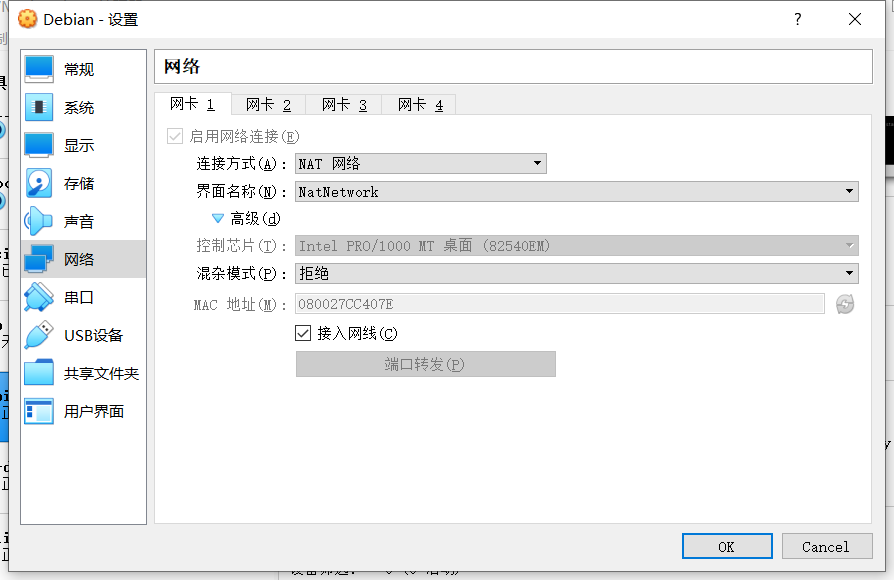 Debian - 设置
?
常规
系统
显示
存储
声音
网络
串口
USB设备
共享文件夹
用户界面
网络
网卡 1 网卡 2 网卡 3 网卡 4
启用网络连接(E)
连接方式(A): NAT 网络
界面名称(N): NatNetwork
高级(d)
控制芯片(T): Intel PRO/1000 MT 桌面 (82540EM)
混杂模式(P): 拒绝
MAC 地址(M): 080027CC407E
接入网线(C)
端口转发(P)
OK Cancel